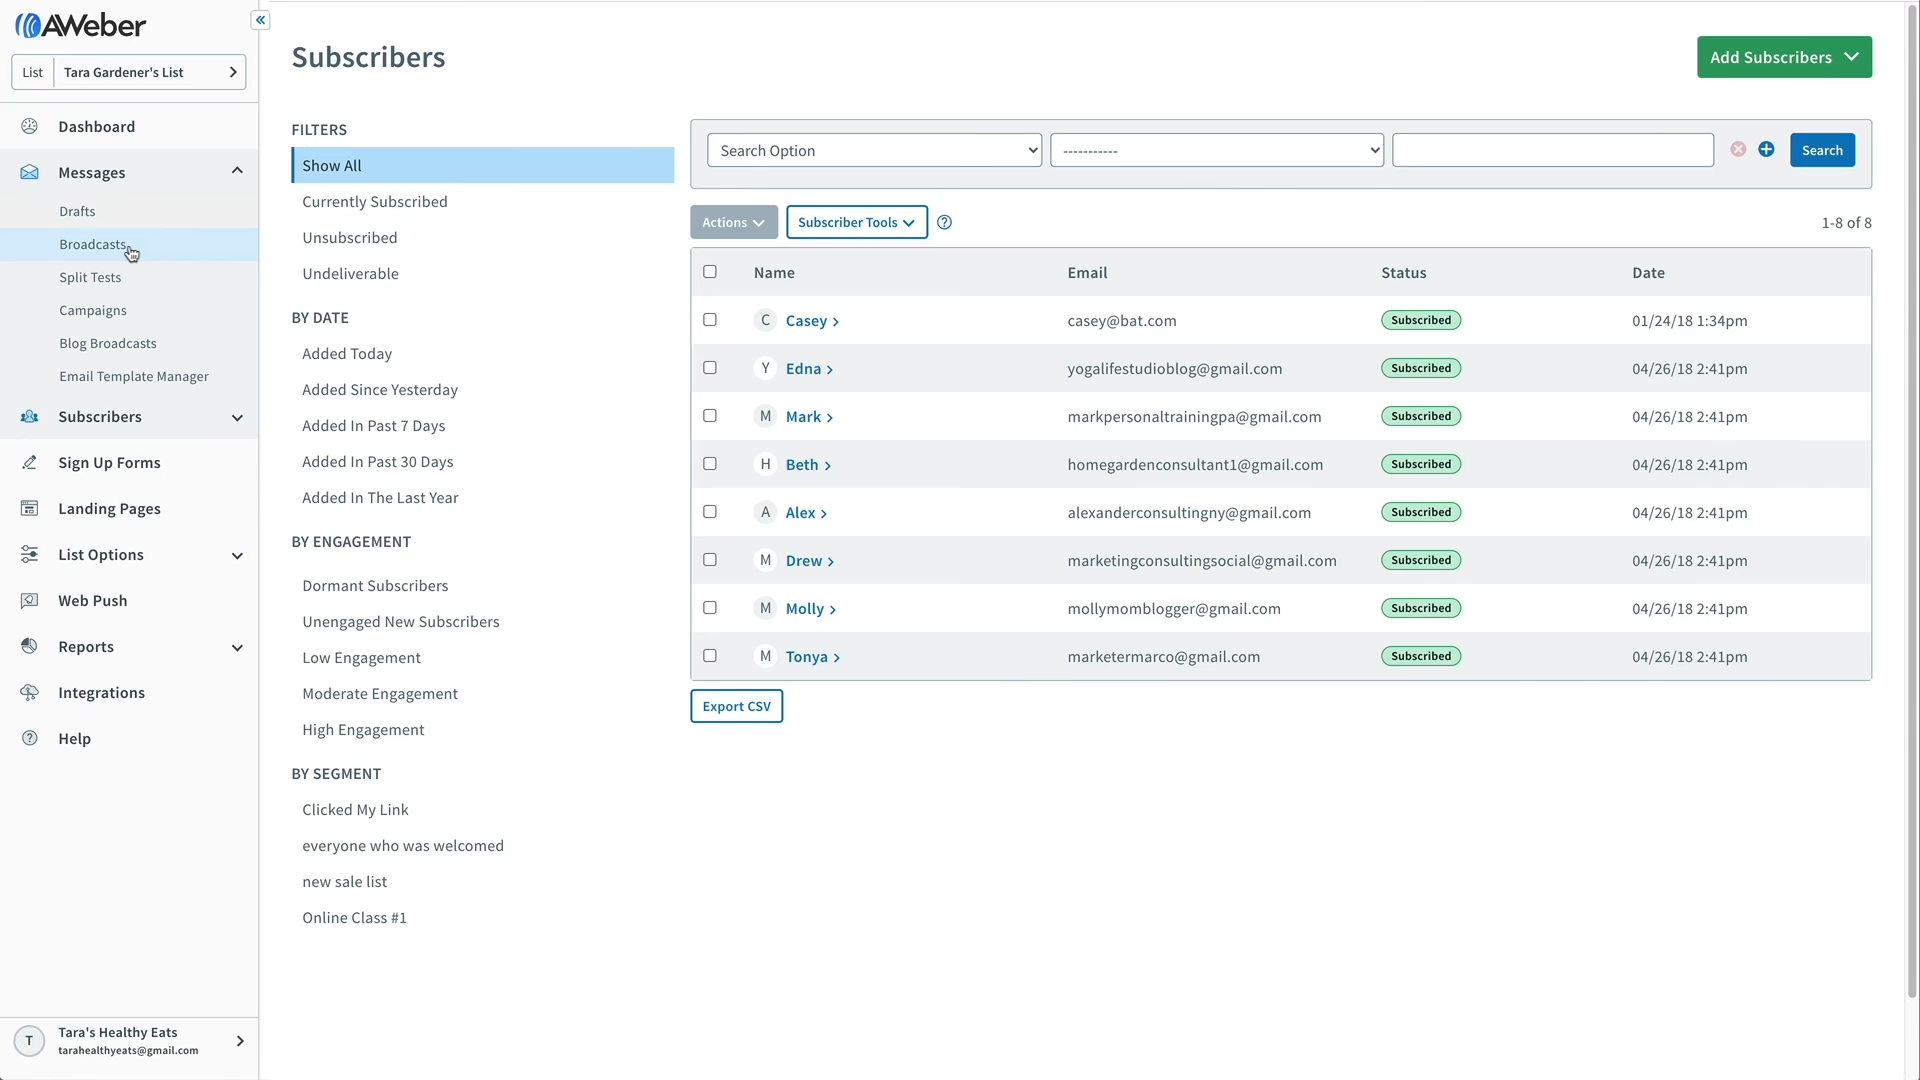 AWeber
List Tara Gardener's List
Dashboard
Messages
Drafts
Broadcasts
Split Tests
Campaigns
Blog Broadcasts
Email Template Manager
Subscribers
Sign Up Forms
Landing Pages
List Options
Web Push
Reports
Integrations
Help
T
Tara's Healthy Eats
tarahealthyeats@gmail.com
Subscribers
Add Subscribers
FILTERS
Show All
Currently Subscribed
Unsubscribed
Undeliverable
BY DATE
Added Today
Added Since Yesterday
Added In Past 7 Days
Added In Past 30 Days
Added In The Last Year
BY ENGAGEMENT
Dormant Subscribers
Unengaged New Subscribers
Low Engagement
Moderate Engagement
High Engagement
BY SEGMENT
Clicked My Link
everyone who was welcomed
new sale list
Online Class #1
Search Option ----------- Search
Actions Subscriber Tools ? 1-8 of 8
Name Email Status Date
C Casey casey@bat.com Subscribed 01/24/18 1:34pm
Y Edna yogalifestudioblog@gmail.com Subscribed 04/26/18 2:41pm
M Mark markpersonaltrainingpa@gmail.com Subscribed 04/26/18 2:41pm
H Beth homegardenconsultant1@gmail.com Subscribed 04/26/18 2:41pm
A Alex alexanderconsultingny@gmail.com Subscribed 04/26/18 2:41pm
M Drew marketingconsultingsocial@gmail.com Subscribed 04/26/18 2:41pm
M Molly mollymomblogger@gmail.com Subscribed 04/26/18 2:41pm
M Tonya marketermarco@gmail.com Subscribed 04/26/18 2:41pm
Export CSV